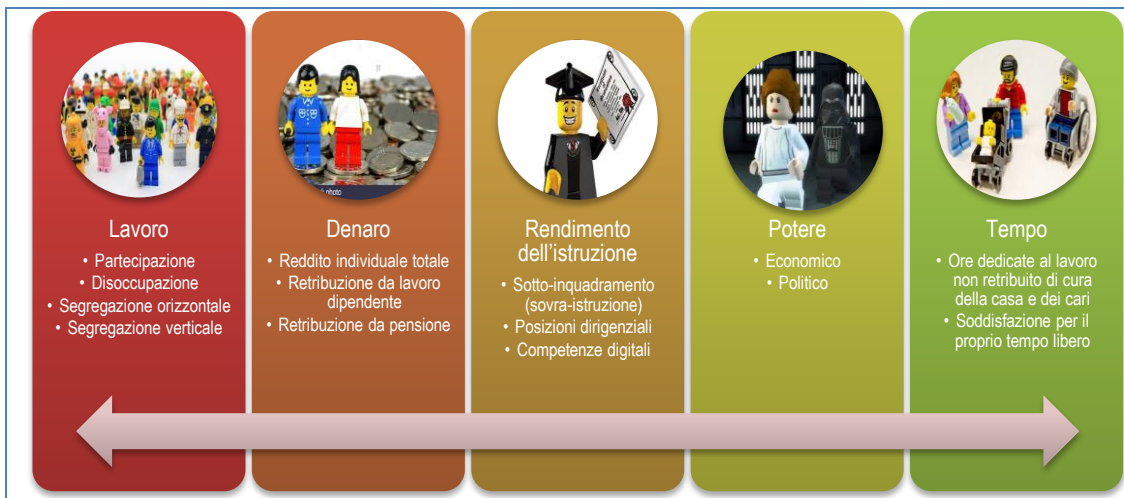 Lavoro
• Partecipazione
• Disoccupazione
• Segregazione orizzontale
• Segregazione verticale
Denaro
• Reddito individuale totale
• Retribuzione da lavoro
dipendente
• Retribuzione da pensione
Rendimento
dell'istruzione
• Sotto-inquadramento
(sovra-istruzione)
• Posizioni dirigenziali
• Competenze digitali
Potere
• Economico
• Politico
Tempo
• Ore dedicate al lavoro
non retribuito di cura
della casa e dei cari
• Soddisfazione per il
proprio tempo libero